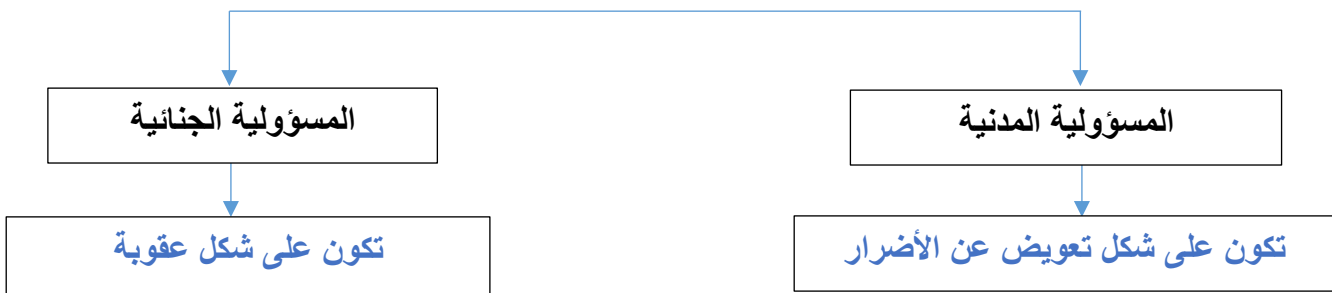 المسؤولية المدنية
المسؤولية الجنائية
تكون على شكل تعويض عن الأضرار
تكون على شكل عقوبة